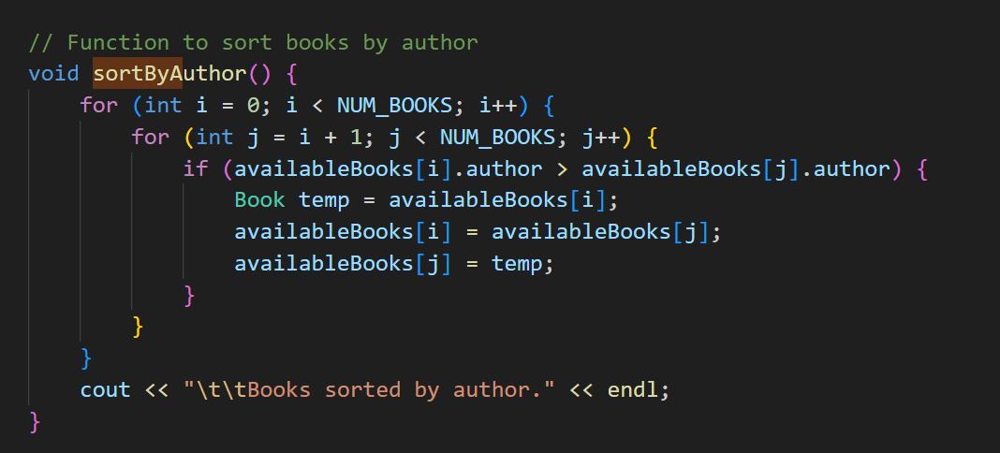 // Function to sort books by author
void sortByAuthor() {
    for (int i = 0; i < NUM_BOOKS; i++) {
        for (int j = i + 1; j < NUM_BOOKS; j++) {
            if (availableBooks[i].author > availableBooks[j].author) {
                Book temp = availableBooks[i];
                availableBooks[i] = availableBooks[j];
                availableBooks[j] = temp;
            }
        }
    }
    cout << "\t\tBooks sorted by author." << endl;
}